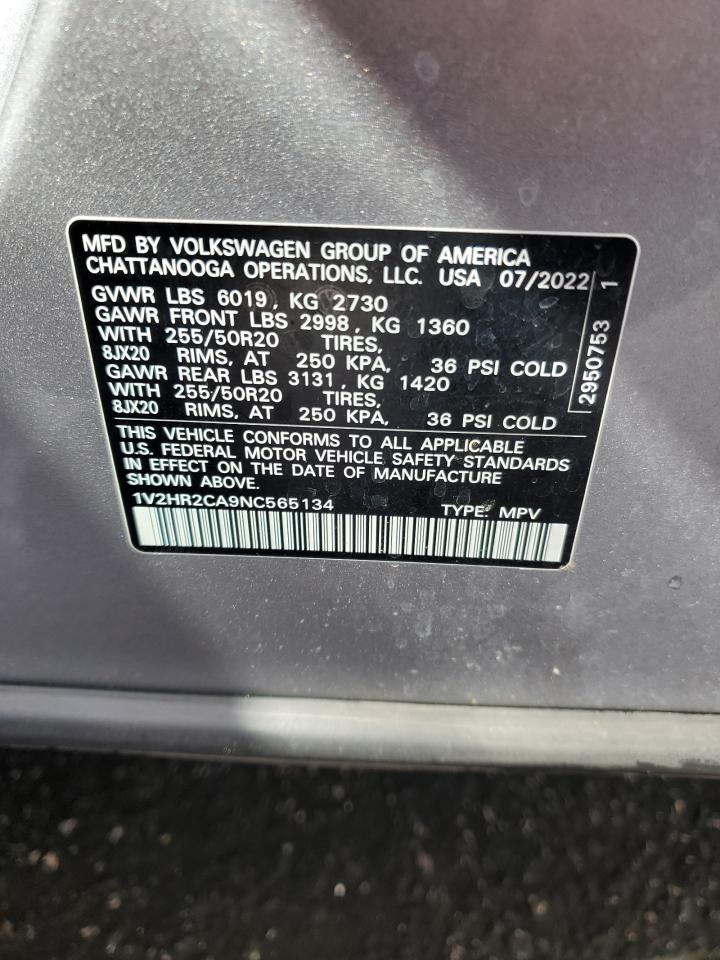 MFD BY VOLKSWAGEN GROUP OF AMERICA
CHATTANOOGA OPERATIONS, LLC. USA 07/2022
GVWR LBS 6019, KG 2730
GAWR FRONT LBS 2998, KG 1360
WITH 255/50R20 TIRES,
8JX20 RIMS, AT 250 KPA, 36 PSI COLD
GAWR REAR LBS 3131, KG 1420
WITH 255/50R20 TIRES,
8JX20 RIMS, AT 250 KPA, 36 PSI COLD
2950753 1
THIS VEHICLE CONFORMS TO ALL APPLICABLE
U.S. FEDERAL MOTOR VEHICLE SAFETY STANDARDS
IN EFFECT ON THE DATE OF MANUFACTURE
SHOWN ABOVE.
1V2HR2CA9NC565134 TYPE: MPV